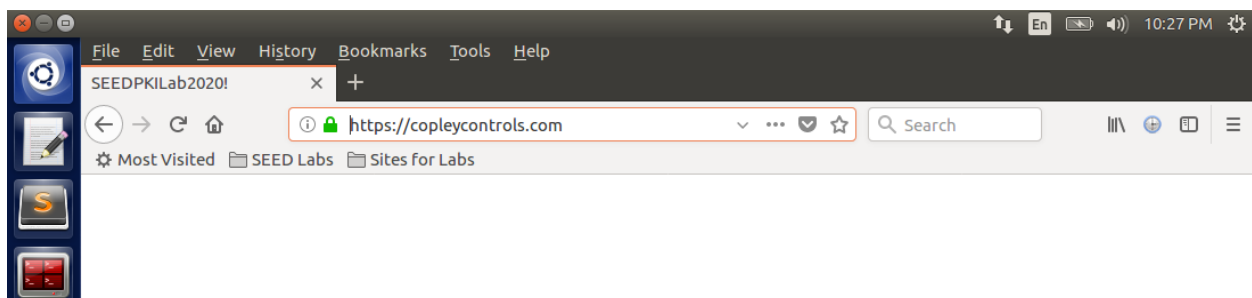 En 10:27 PM
File Edit View History Bookmarks Tools Help
SEEDPKILab2020!
https://copleycontrols.com Search
Most Visited SEED Labs Sites for Labs
S